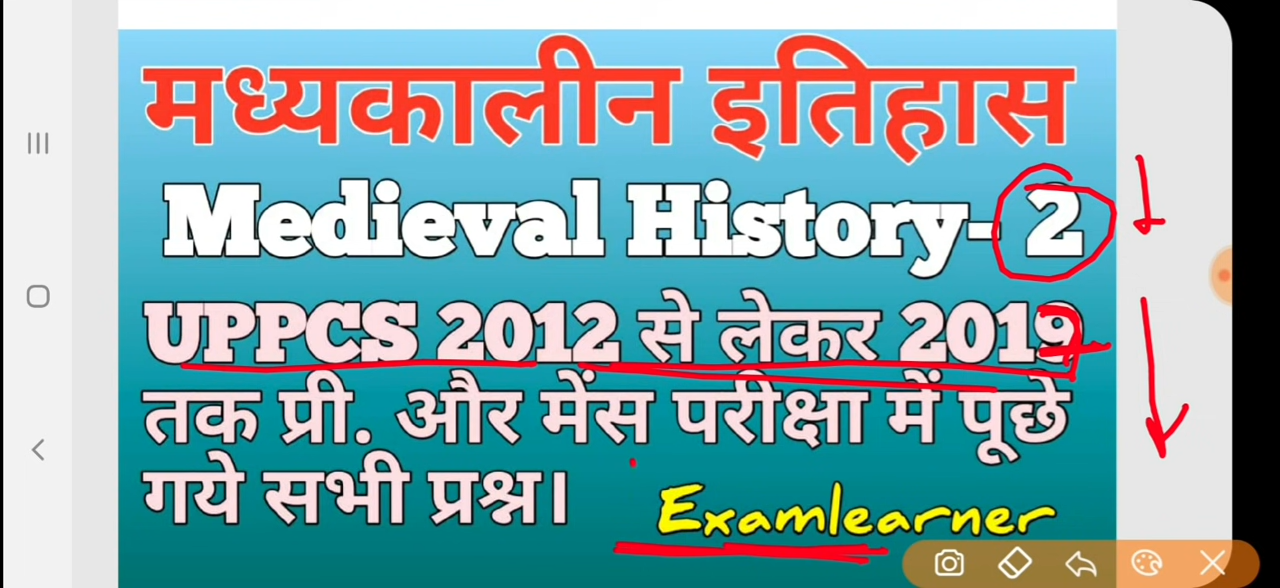 मध्यकालीन इतिहास
Medieval History- 2
UPPCS 2012 से लेकर 2019
तक प्री. और मेंस परीक्षा में पूछे
गये सभी प्रश्न।
Examlearner